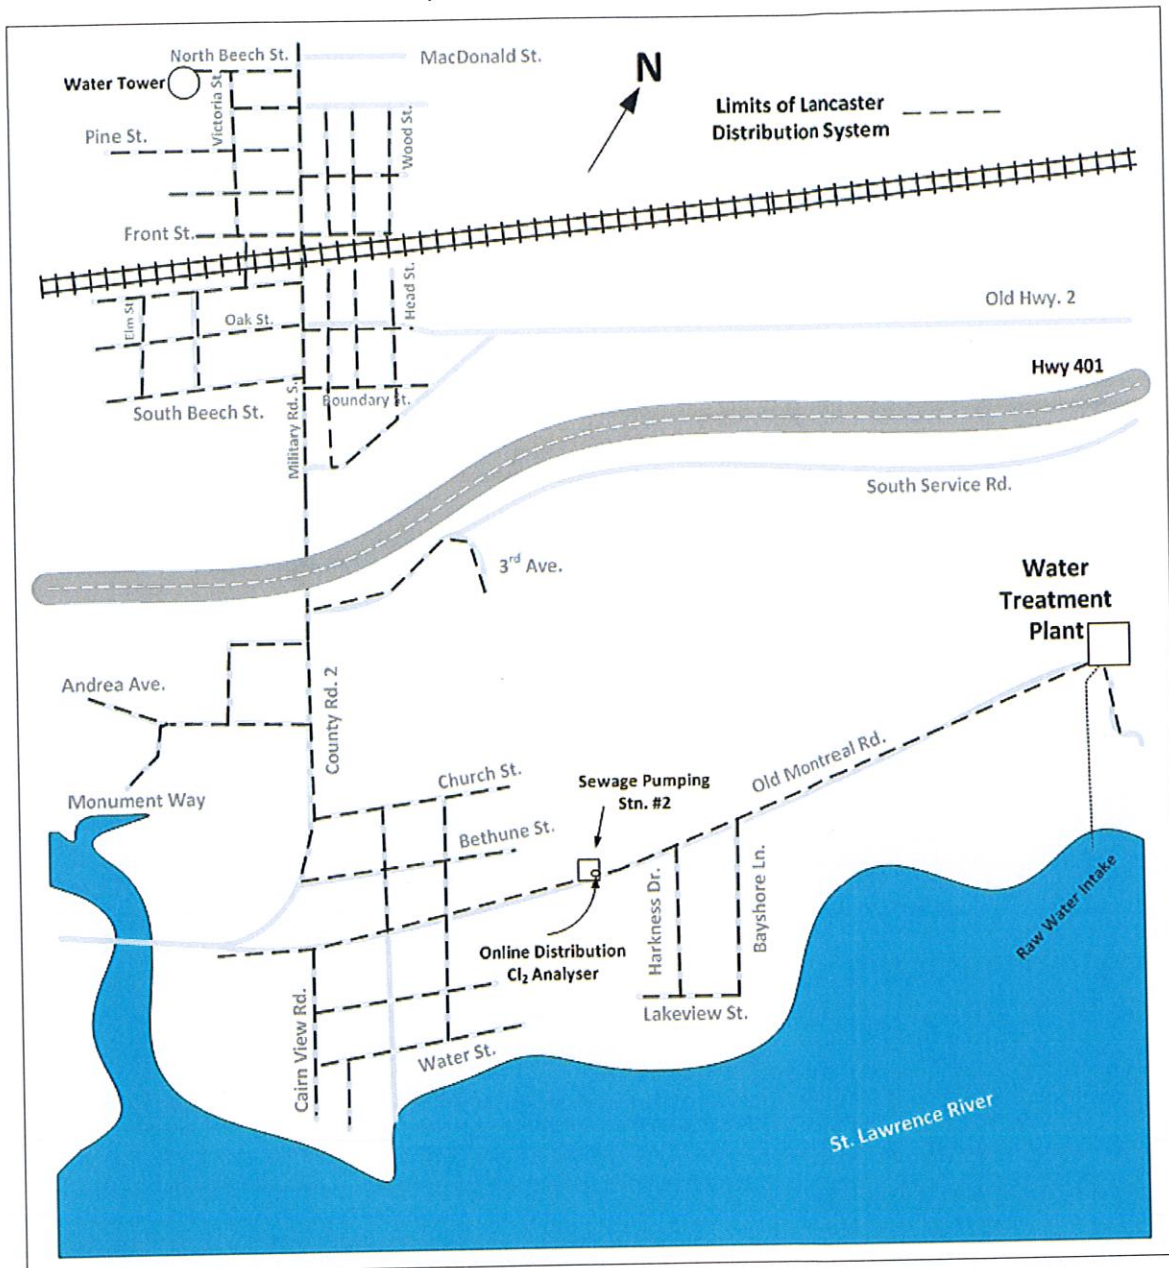 North Beech St.
MacDonald St.
N
Water Tower
Victoria St.
Limits of Lancaster
Distribution System
Pine St.
Wood St.
Front St.
Elm St
Oak St.
Head St.
Old Hwy. 2
Hwy 401
South Beech St.
Boundary St.
Military Rd. S.
South Service Rd.
3rd Ave.
Water
Treatment
Plant
Andrea Ave.
County Rd. 2
Monument Way
Church St.
Sewage Pumping
Stn. #2
Old Montreal Rd.
Bethune St.
Harkness Dr.
Bayshore Ln.
Raw Water Intake
Online Distribution
Cl₂ Analyser
Lakeview St.
Cairn View Rd.
Water St.
St. Lawrence River